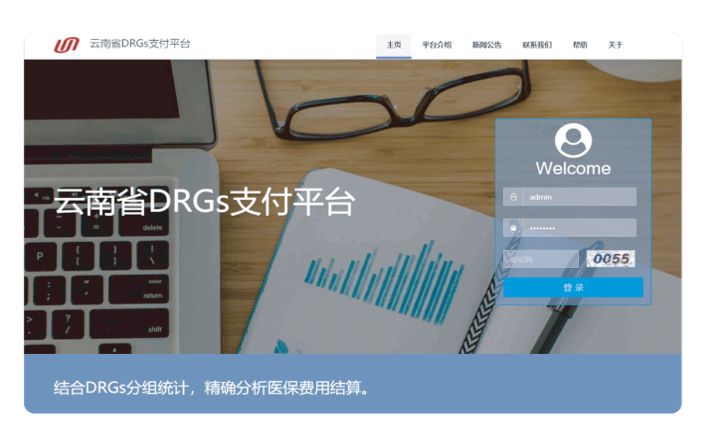 云南省DRGs支付平台
主页 平台介绍 新闻公告 联系我们 帮助 关于
Welcome
云南省DRGs支付平台
admin
验证码 0055
登 录
delete
P
return
shift
结合DRGs分组统计，精确分析医保费用结算。